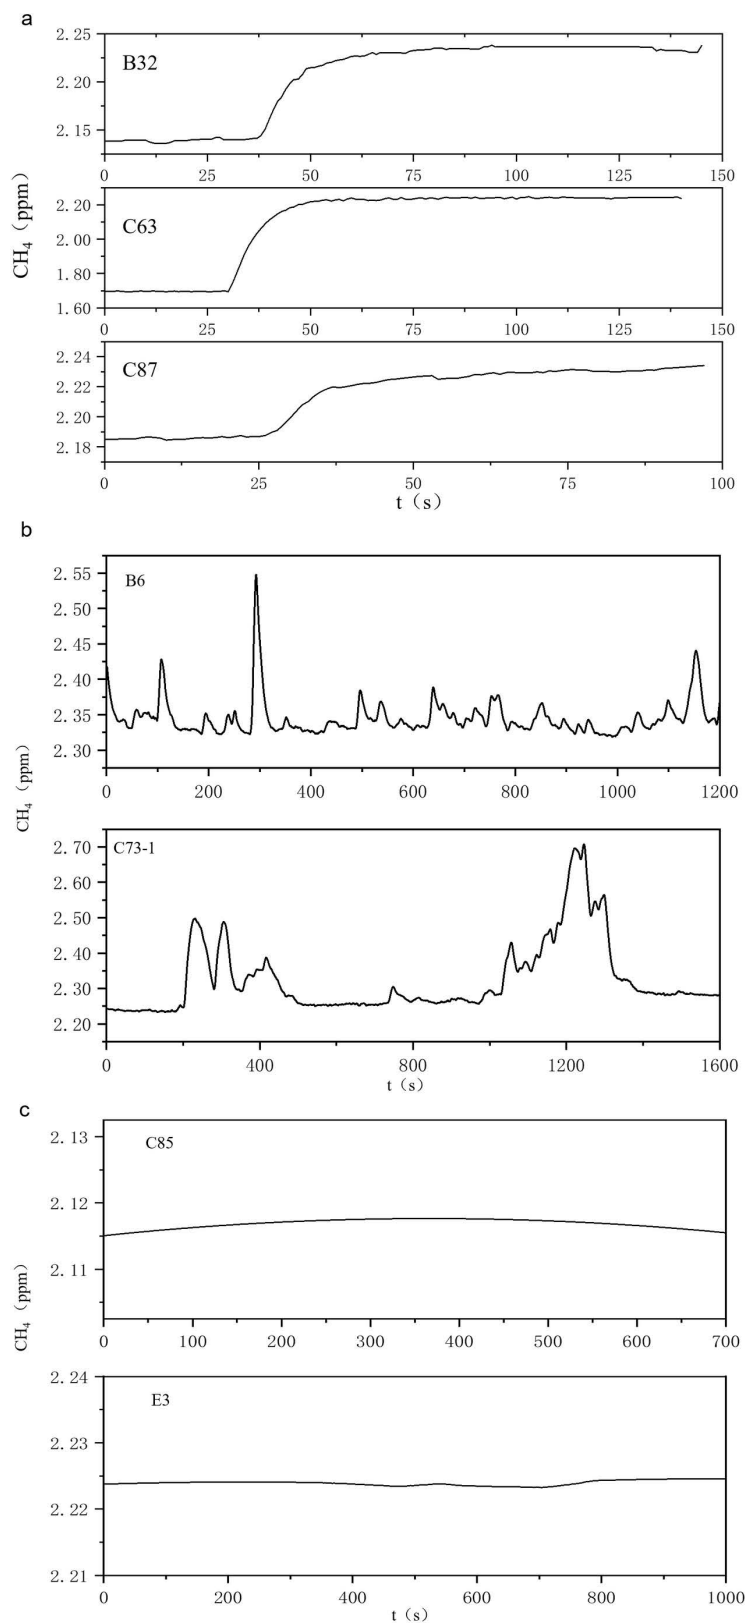 a
2.25
B32
2.20
2.15
0 25 50 75 100 125 150
CH4 (ppm)
2.20
C63
2.00
1.80
1.60
0 25 50 75 100 125 150
2.24
C87
2.22
2.20
2.18
0 25 50 75 100
t (s)
b
2.55
B6
2.50
2.45
2.40
2.35
2.30
0 200 400 600 800 1000 1200
CH4 (ppm)
2.70
C73-1
2.60
2.50
2.40
2.30
2.20
0 400 800 1200 1600
t (s)
c
2.13
C85
2.12
2.11
0 100 200 300 400 500 600 700
CH4 (ppm)
2.24
E3
2.23
2.22
2.21
0 200 400 600 800 1000
t (s)